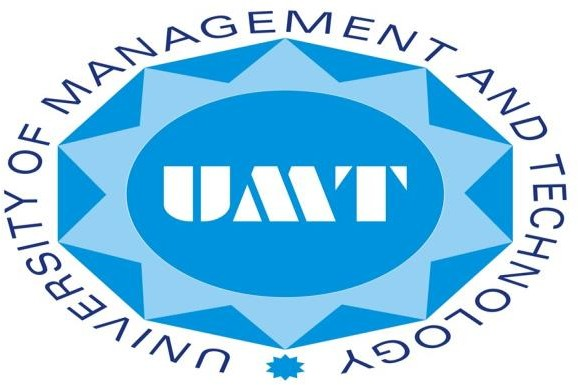 UNIVERSITY OF MANAGEMENT AND TECHNOLOGY
UMT